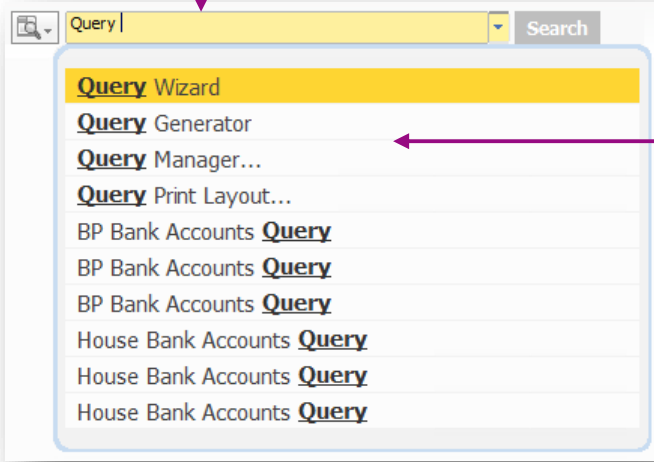 Query Search
Query Wizard
Query Generator
Query Manager...
Query Print Layout...
BP Bank Accounts Query
BP Bank Accounts Query
BP Bank Accounts Query
House Bank Accounts Query
House Bank Accounts Query
House Bank Accounts Query